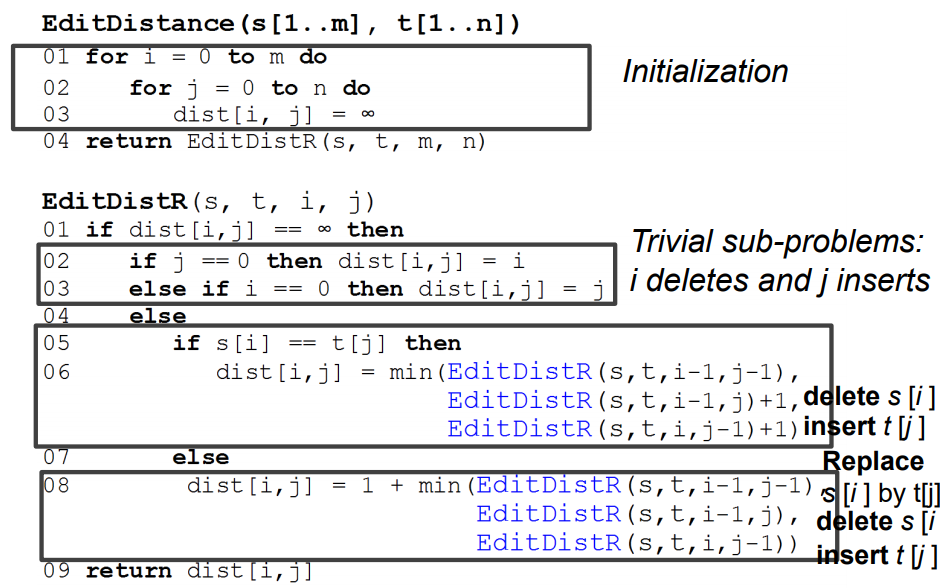 EditDistance(s[1..m], t[1..n])
01 for i = 0 to m do
Initialization
02 for j = 0 to n do
03 dist[i, j] = ∞
04 return EditDistR(s, t, m, n)
EditDistR(s, t, i, j)
01 if dist[i,j] == ∞ then
Trivial sub-problems:
02 if j == 0 then dist[i,j] = i
03 else if i == 0 then dist[i,j] = j
i deletes and j inserts
04 else
05 if s[i] == t[j] then
06 dist[i,j] = min(EditDistR(s,t,i-1,j-1),
EditDistR(s,t,i-1,j)+1, delete s [i ]
EditDistR(s,t,i,j-1)+1) insert t [j ]
07 else
Replace
08 dist[i,j] = 1 + min(EditDistR(s,t,i-1,j-1),
s [i ] by t[j]
EditDistR(s,t,i-1,j), delete s [i
EditDistR(s,t,i,j-1)) insert t [j ]
09 return dist[i,j]